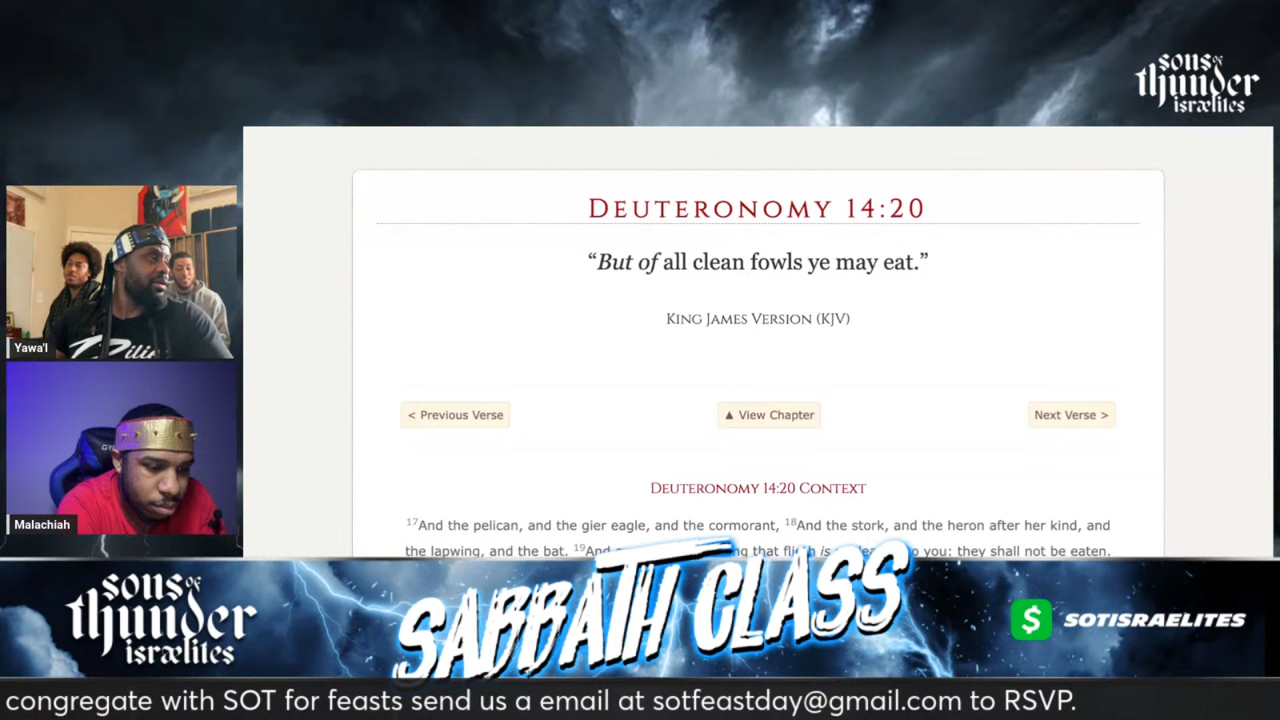 sons of
thunder
israelites
DEUTERONOMY 14:20
“But of all clean fowls ye may eat.”
KING JAMES VERSION (KJV)
< Previous Verse
▲ View Chapter
Next Verse >
DEUTERONOMY 14:20 CONTEXT
17And the pelican, and the gier eagle, and the cormorant, 18And the stork, and the heron after her kind, and
the lapwing, and the bat. 19And that is to you: they shall not be eaten.
Yawa'l
Malachiah
sons of
thunder
israelites
SABBATH CLASS
$ SOTISRAELITES
congregate with SOT for feasts send us a email at sotfeastday@gmail.com to RSVP.